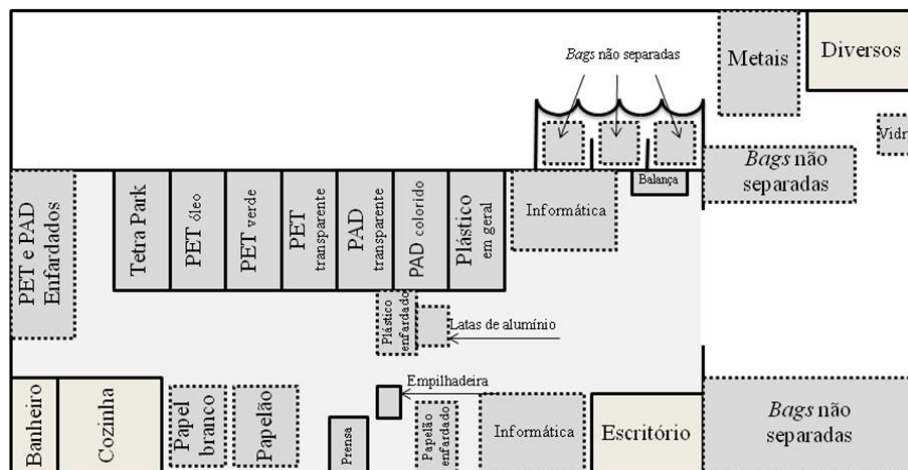 Bags não separadas
Metais
Diversos
Vidr
Bags não
separadas
Balança
Informática
PET e PAD
Enfardados
Tetra Park
PET óleo
PET verde
PET
transparente
PAD
transparente
PAD colorido
Plástico
em geral
Plástico
enfardado
Latas de alumínio
Empilhadeira
Banheiro
Cozinha
Papel
branco
Papelão
Prensa
Papelão
enfardado
Informática
Escritório
Bags não
separadas